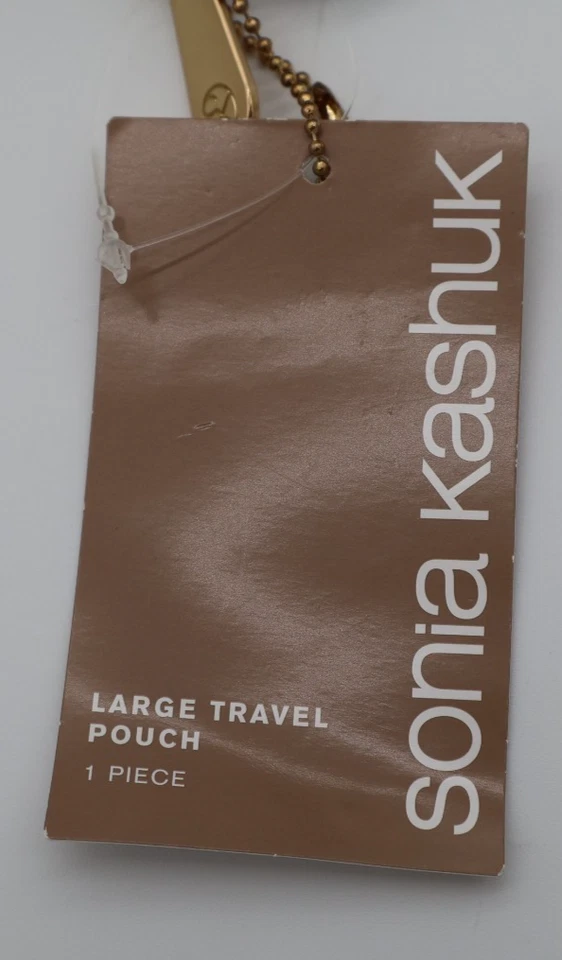 sonia kashuk
LARGE TRAVEL
POUCH
1 PIECE